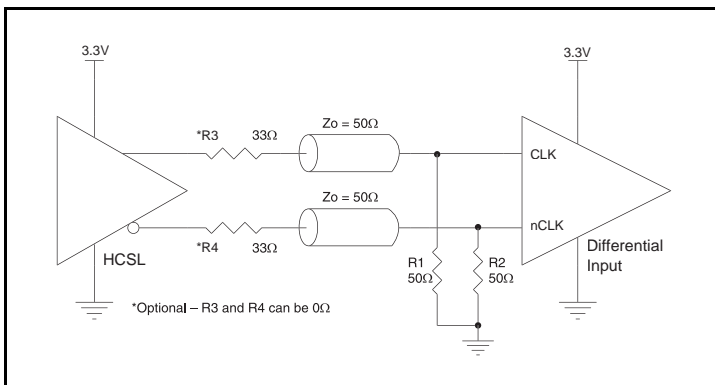 3.3V
3.3V
*R3 33Ω
Zo = 50Ω
CLK
Zo = 50Ω
nCLK
*R4 33Ω
HCSL
R1
50Ω
R2
50Ω
Differential
Input
*Optional – R3 and R4 can be 0Ω